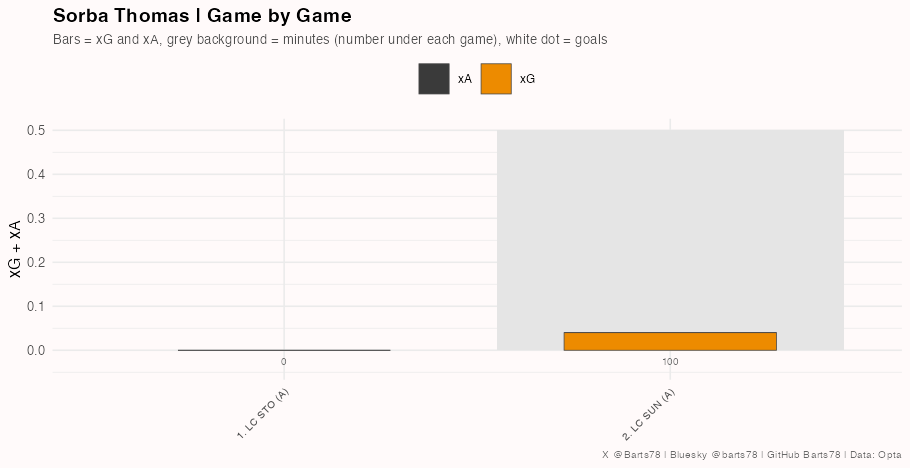 Sorba Thomas | Game by Game
Bars = xG and xA, grey background = minutes (number under each game), white dot = goals
xA xG
xG + xA
0.5
0.4
0.3
0.2
0.1
0.0
0 100
1. LC STO (A) 2. LC SUN (A)
X @Barts78 | Bluesky @barts78 | GitHub Barts78 | Data: Opta